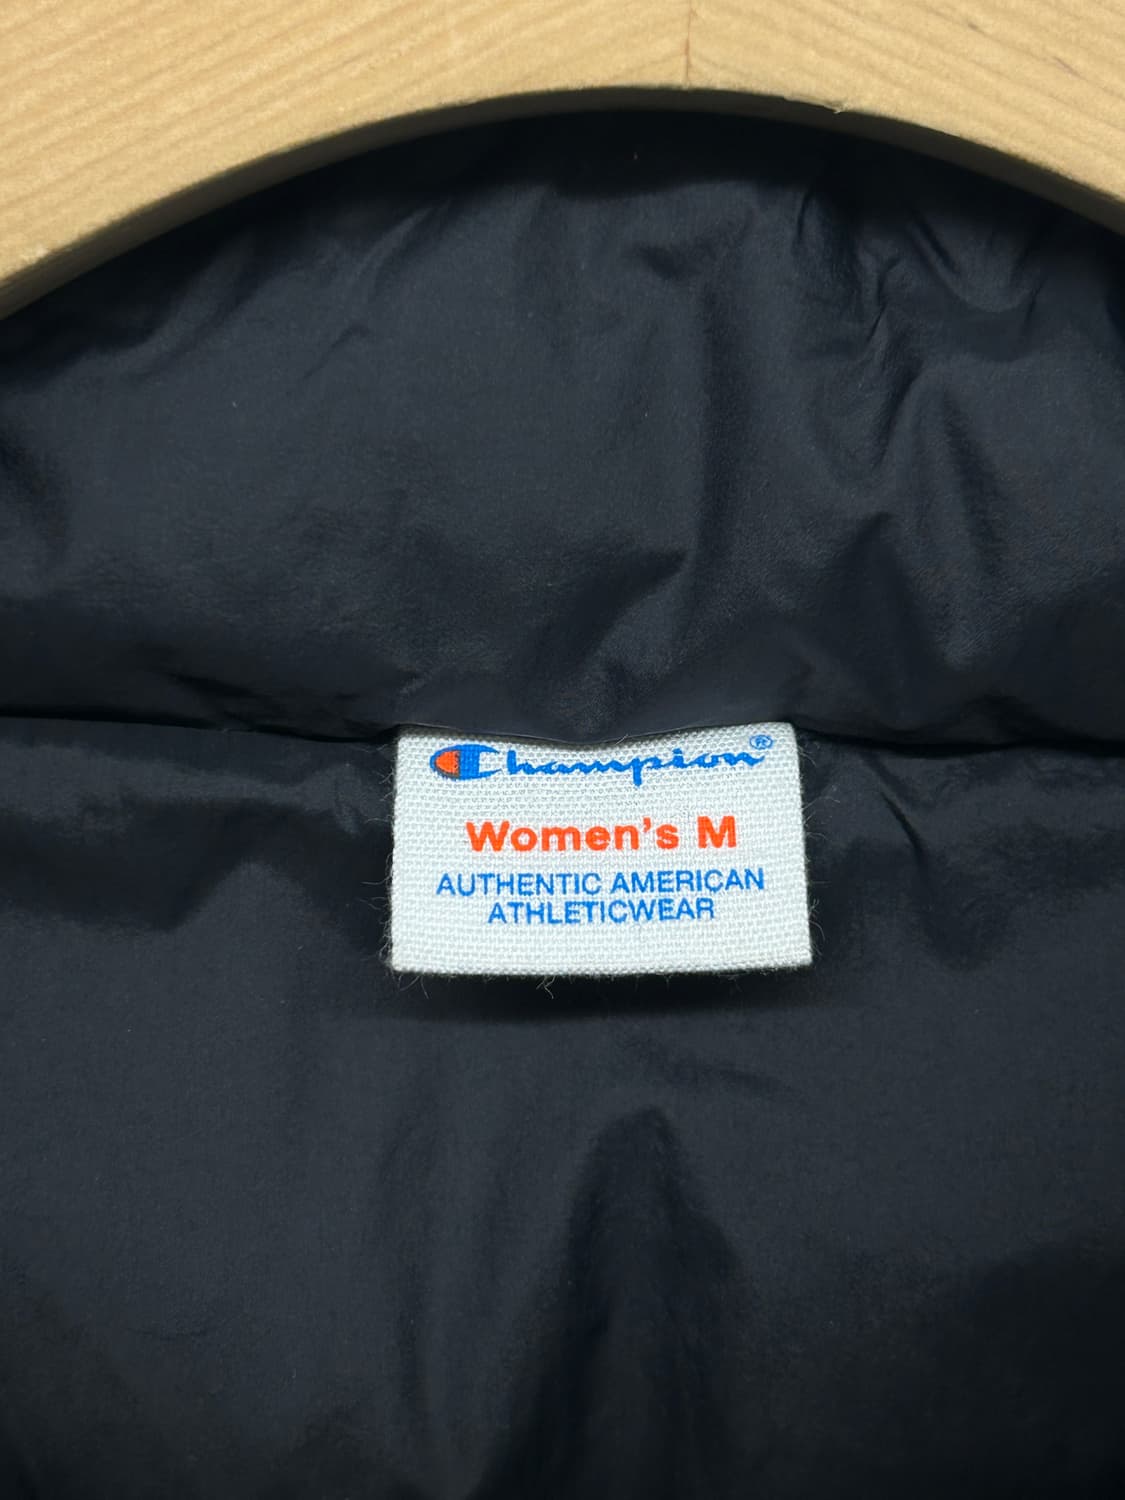 Champion®
Women's M
AUTHENTIC AMERICAN
ATHLETICWEAR